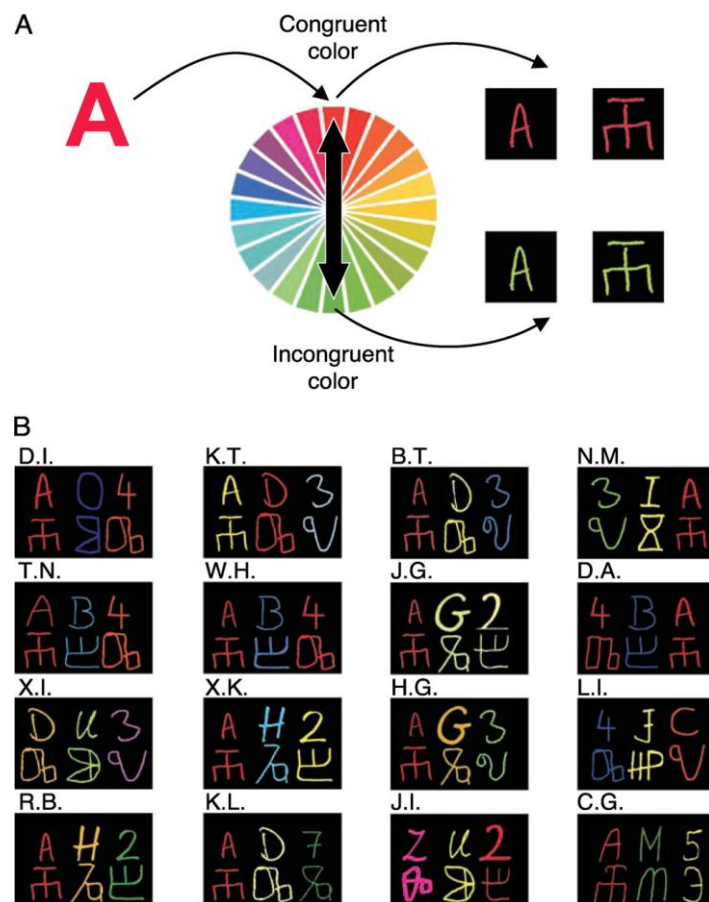 A
Congruent
color
A
A
A
Incongruent
color
B
D.I.
K.T.
B.T.
N.M.
A O 4
A D 3
A D 3
3 I A
T.N.
W.H.
J.G.
D.A.
A B 4
A B 4
A G 2
4 B A
X.I.
X.K.
H.G.
L.I.
D U 3
A H 2
A G 3
4 J C
R.B.
K.L.
J.I.
C.G.
A H 2
A D 7
Z U 2
A M 5